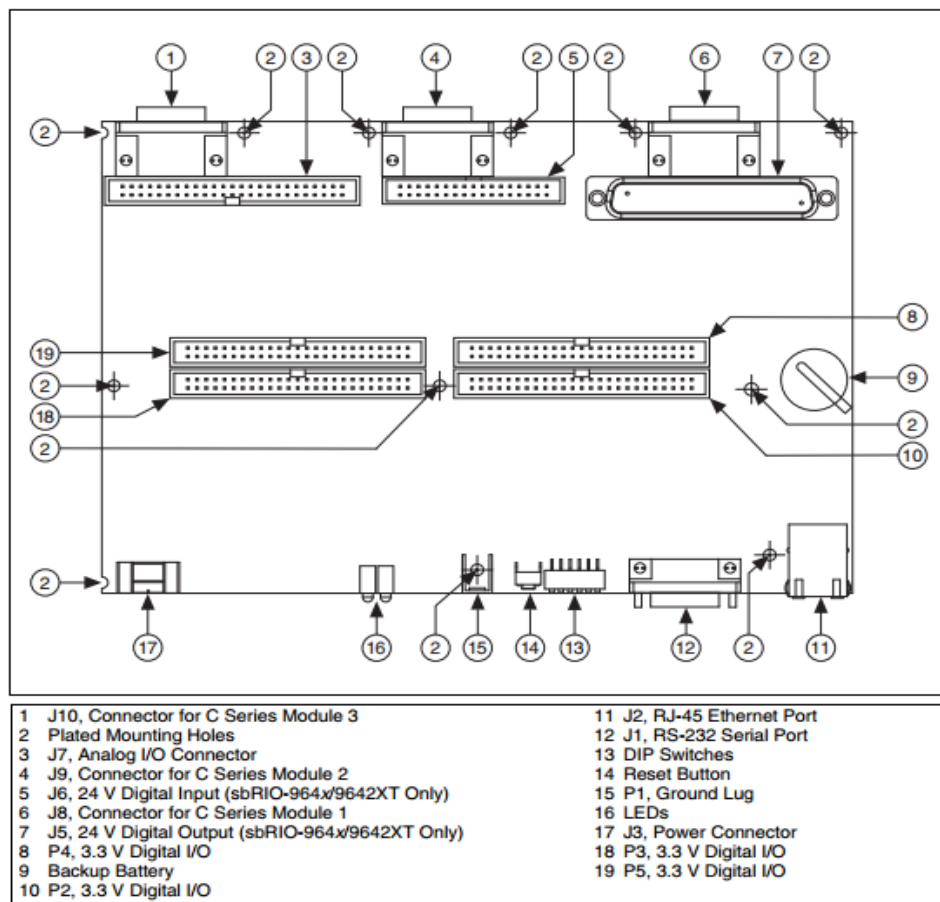 1 2 3 2 4 2 5 2 6 7 2
2
8
19
2 9
18 2
2 10
2
17 16 2 15 14 13 12 2 11
1 J10, Connector for C Series Module 3
2 Plated Mounting Holes
3 J7, Analog I/O Connector
4 J9, Connector for C Series Module 2
5 J6, 24 V Digital Input (sbRIO-964x/9642XT Only)
6 J8, Connector for C Series Module 1
7 J5, 24 V Digital Output (sbRIO-964x/9642XT Only)
8 P4, 3.3 V Digital I/O
9 Backup Battery
10 P2, 3.3 V Digital I/O
11 J2, RJ-45 Ethernet Port
12 J1, RS-232 Serial Port
13 DIP Switches
14 Reset Button
15 P1, Ground Lug
16 LEDs
17 J3, Power Connector
18 P3, 3.3 V Digital I/O
19 P5, 3.3 V Digital I/O